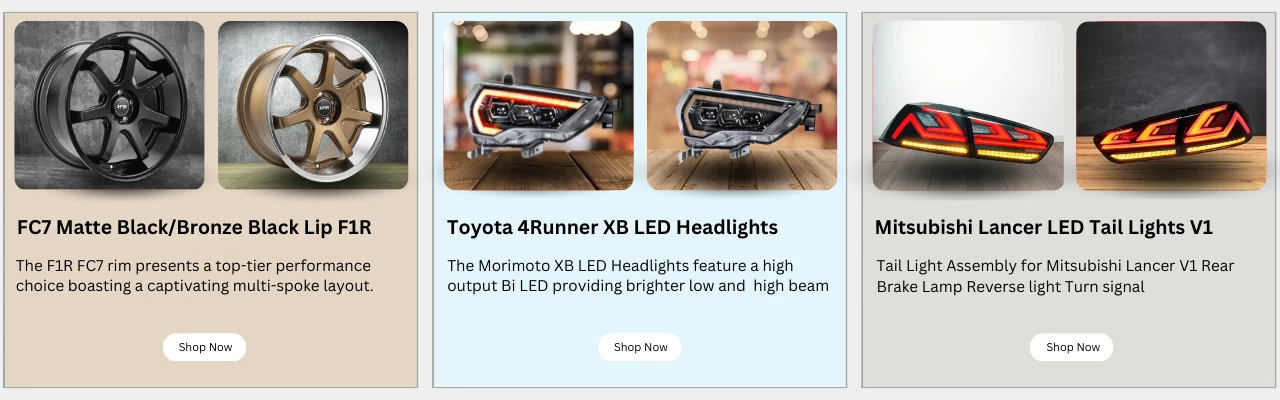 FC7 Matte Black/Bronze Black Lip F1R
The F1R FC7 rim presents a top-tier performance
choice boasting a captivating multi-spoke layout.
Shop Now
Toyota 4Runner XB LED Headlights
The Morimoto XB LED Headlights feature a high
output Bi LED providing brighter low and  high beam
Shop Now
Mitsubishi Lancer LED Tail Lights V1
Tail Light Assembly for Mitsubishi Lancer V1 Rear
Brake Lamp Reverse light Turn signal
Shop Now